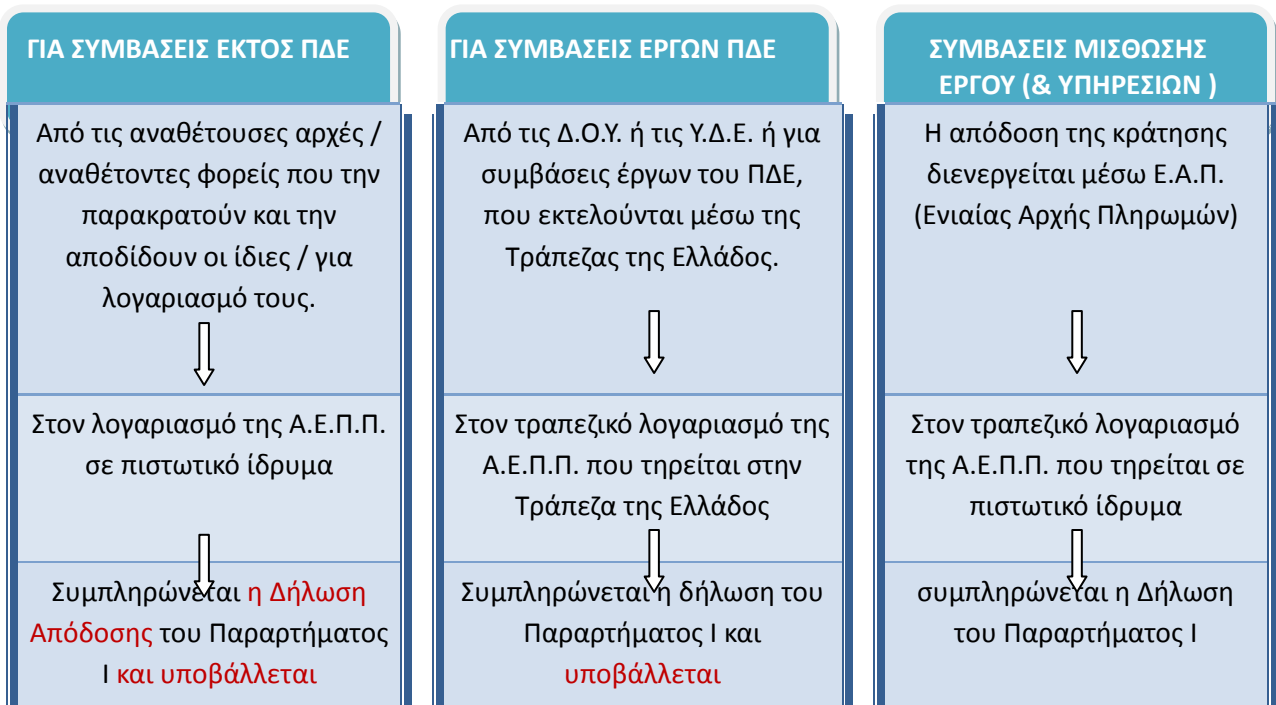 ΓΙΑ ΣΥΜΒΑΣΕΙΣ ΕΚΤΟΣ ΠΔΕ
Από τις αναθέτουσες αρχές /
αναθέτοντες φορείς που την
παρακρατούν και την
αποδίδουν οι ίδιες / για
λογαριασμό τους.
Στον λογαριασμό της Α.Ε.Π.Π.
σε πιστωτικό ίδρυμα
Συμπληρώνεται η Δήλωση
Απόδοσης του Παραρτήματος
Ι και υποβάλλεται
ΓΙΑ ΣΥΜΒΑΣΕΙΣ ΕΡΓΩΝ ΠΔΕ
Από τις Δ.Ο.Υ. ή τις Υ.Δ.Ε. ή για
συμβάσεις έργων του ΠΔΕ,
που εκτελούνται μέσω της
Τράπεζας της Ελλάδος.
Στον τραπεζικό λογαριασμό της
Α.Ε.Π.Π. που τηρείται στην
Τράπεζα της Ελλάδος
Συμπληρώνεται η δήλωση του
Παραρτήματος Ι και
υποβάλλεται
ΣΥΜΒΑΣΕΙΣ ΜΙΣΘΩΣΗΣ
ΕΡΓΟΥ (& ΥΠΗΡΕΣΙΩΝ )
Η απόδοση της κράτησης
διενεργείται μέσω Ε.Α.Π.
(Ενιαίας Αρχής Πληρωμών)
Στον τραπεζικό λογαριασμό
της Α.Ε.Π.Π. που τηρείται σε
πιστωτικό ίδρυμα
συμπληρώνεται η Δήλωση
του Παραρτήματος Ι